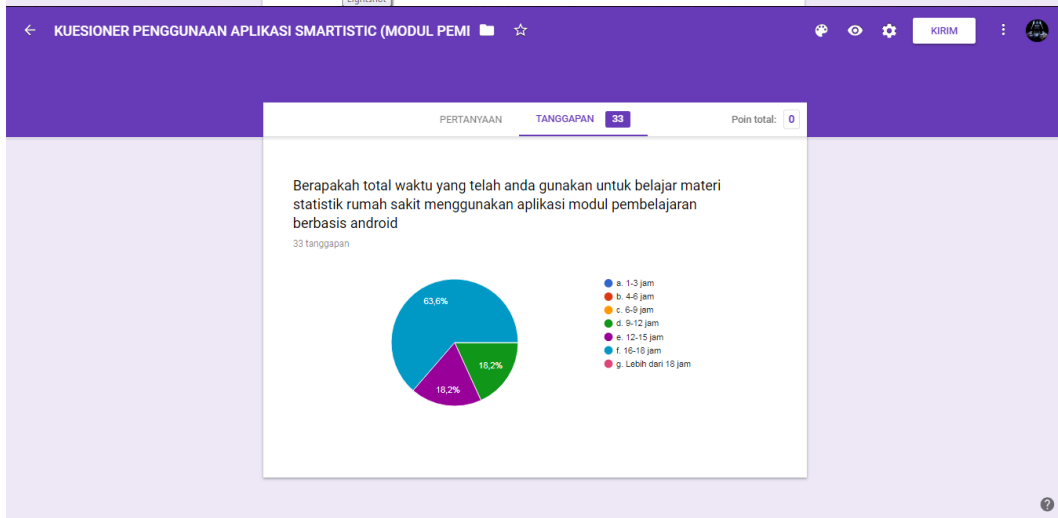 Lightshot
KUESIONER PENGGUNAAN APLIKASI SMARTISTIC (MODUL PEMI
KIRIM
PERTANYAAN
TANGGAPAN 33
Poin total: 0
Berapakah total waktu yang telah anda gunakan untuk belajar materi
statistik rumah sakit menggunakan aplikasi modul pembelajaran
berbasis android
33 tanggapan
63,6%
18,2%
18,2%
a. 1-3 jam
b. 4-6 jam
c. 6-9 jam
d. 9-12 jam
e. 12-15 jam
f. 16-18 jam
g. Lebih dari 18 jam